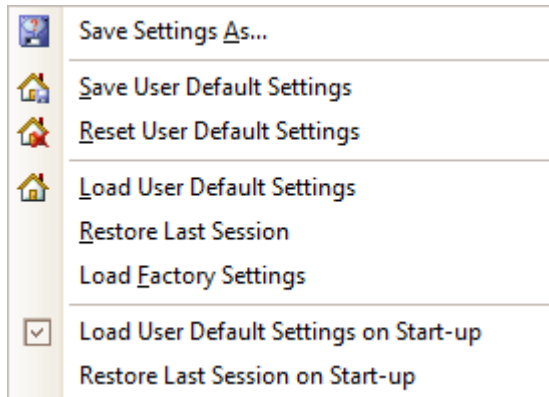 Save Settings As...
Save User Default Settings
Reset User Default Settings
Load User Default Settings
Restore Last Session
Load Factory Settings
Load User Default Settings on Start-up
Restore Last Session on Start-up